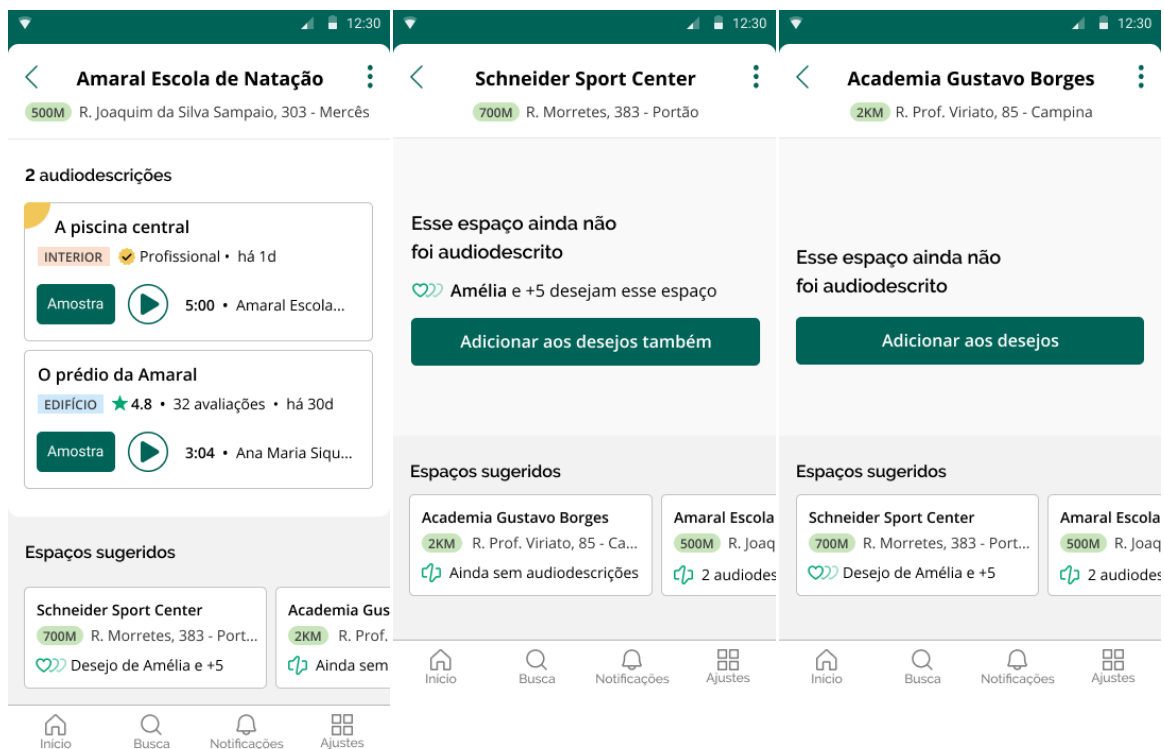 12:30
Amaral Escola de Natação
500M R. Joaquim da Silva Sampaio, 303 - Mercês
2 audiodescrições
A piscina central
INTERIOR Profissional • há 1d
Amostra 5:00 • Amaral Escola...
O prédio da Amaral
EDIFÍCIO 4.8 • 32 avaliações • há 30d
Amostra 3:04 • Ana Maria Siqu...
Espaços sugeridos
Schneider Sport Center
700M R. Morretes, 383 - Port...
Desejo de Amélia e +5
Academia Gus
2KM R. Prof.
Ainda sem
Início Busca Notificações Ajustes
12:30
Schneider Sport Center
700M R. Morretes, 383 - Portão
Esse espaço ainda não
foi audiodescrito
Amélia e +5 desejam esse espaço
Adicionar aos desejos também
Espaços sugeridos
Academia Gustavo Borges
2KM R. Prof. Viriato, 85 - Ca...
Ainda sem audiodescrições
Amaral Escola
500M R. Joaq
2 audiodes
Início Busca Notificações Ajustes
12:30
Academia Gustavo Borges
2KM R. Prof. Viriato, 85 - Campina
Esse espaço ainda não
foi audiodescrito
Adicionar aos desejos
Espaços sugeridos
Schneider Sport Center
700M R. Morretes, 383 - Port...
Desejo de Amélia e +5
Amaral Escola
500M R. Joaq
2 audiodes
Início Busca Notificações Ajustes